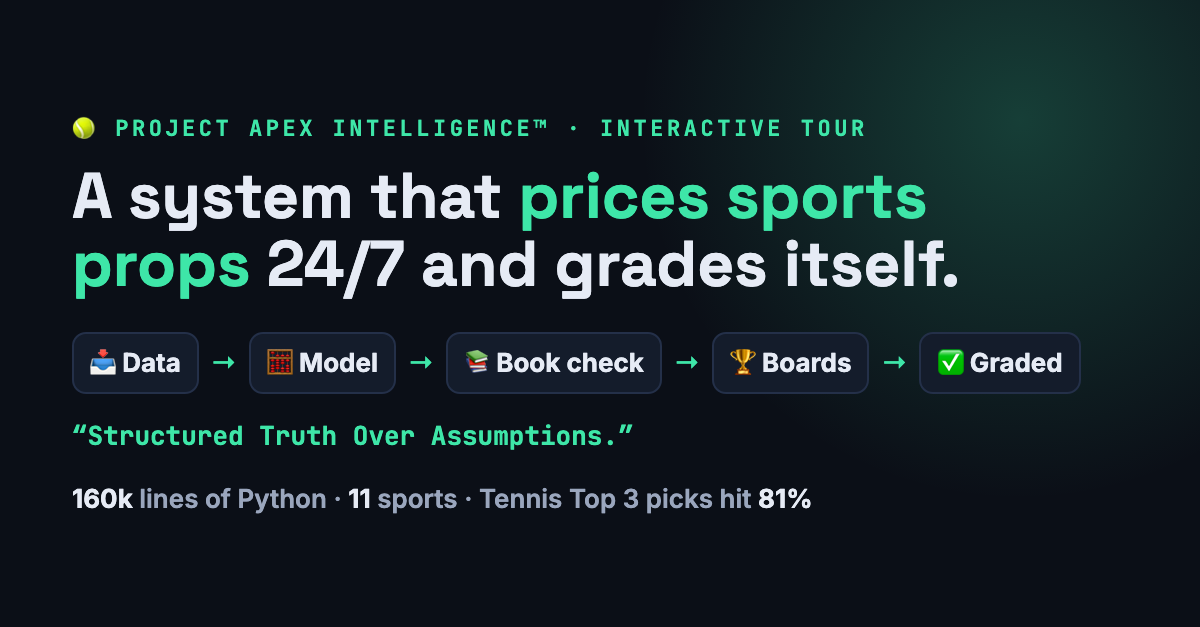 PROJECT APEX INTELLIGENCE™ · INTERACTIVE TOUR
A system that prices sports
props 24/7 and grades itself.
Data → Model → Book check → Boards → Graded
“Structured Truth Over Assumptions.”
160k lines of Python · 11 sports · Tennis Top 3 picks hit 81%